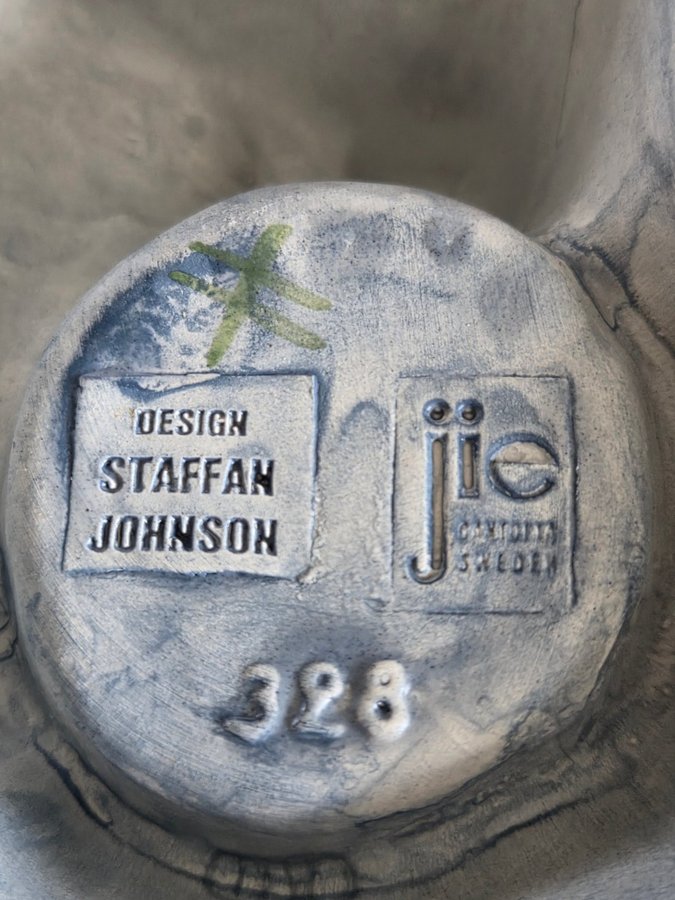 DESIGN
STAFFAN
JOHNSON
jie
GANTOFTA
SWEDEN
328